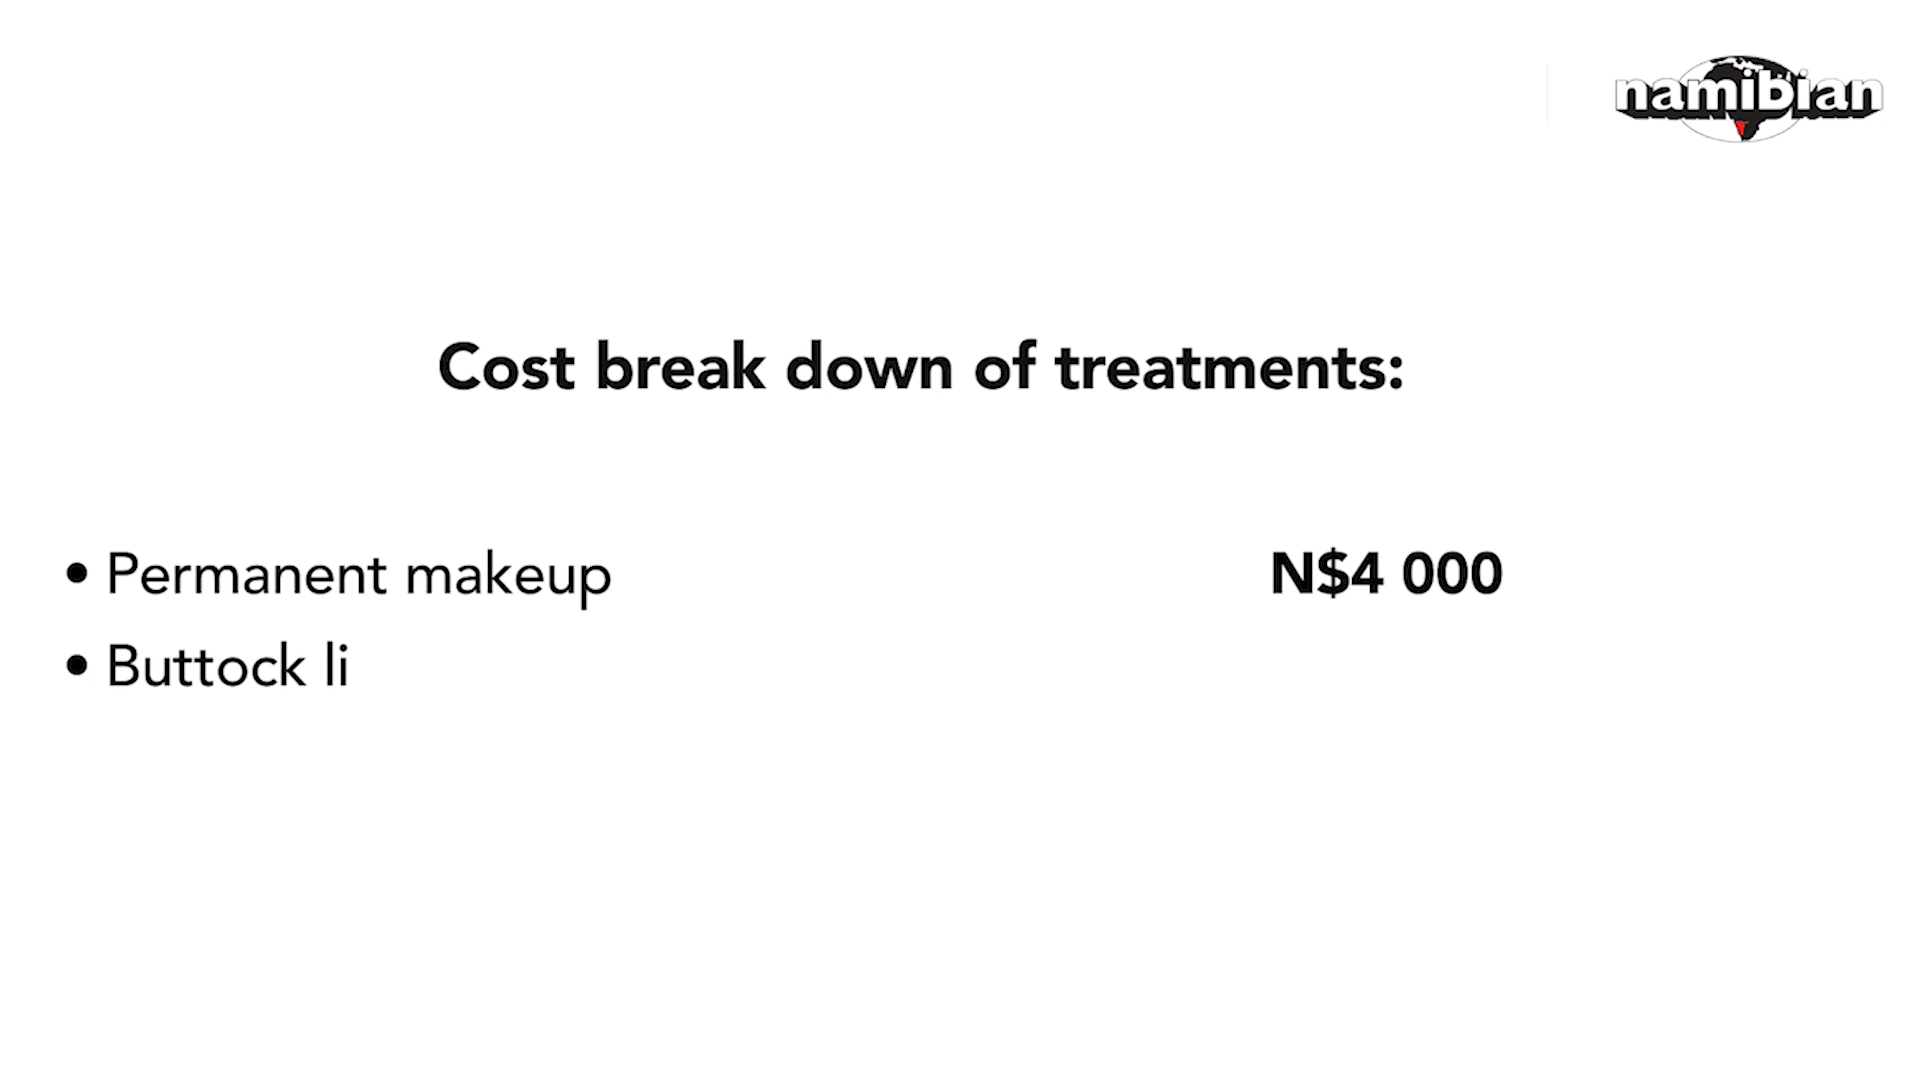 namibian
Cost break down of treatments:
• Permanent makeup N$4 000
• Buttock li